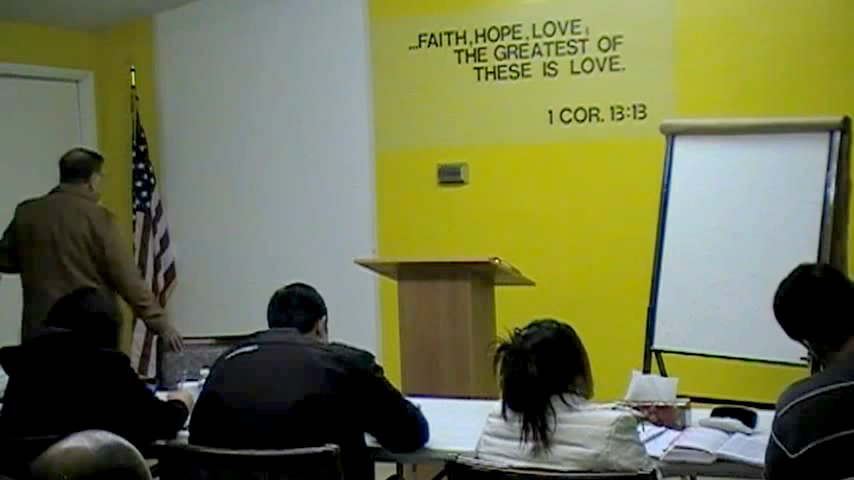 ...FAITH, HOPE, LOVE,
THE GREATEST OF
THESE IS LOVE.
1 COR. 13:13